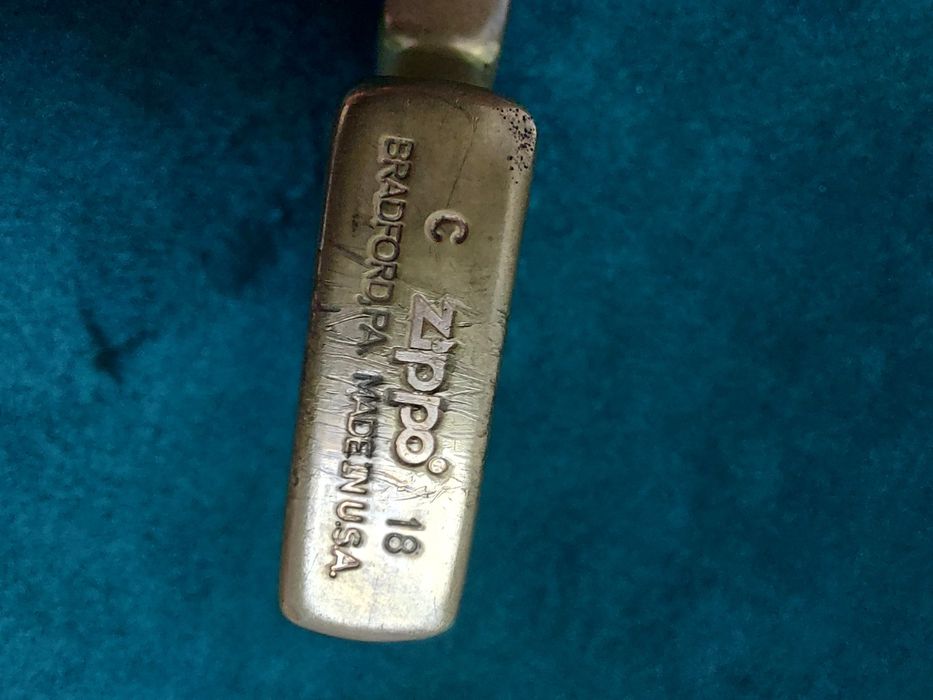 C Zippo 18
BRADFORD, PA. MADE IN U.S.A.